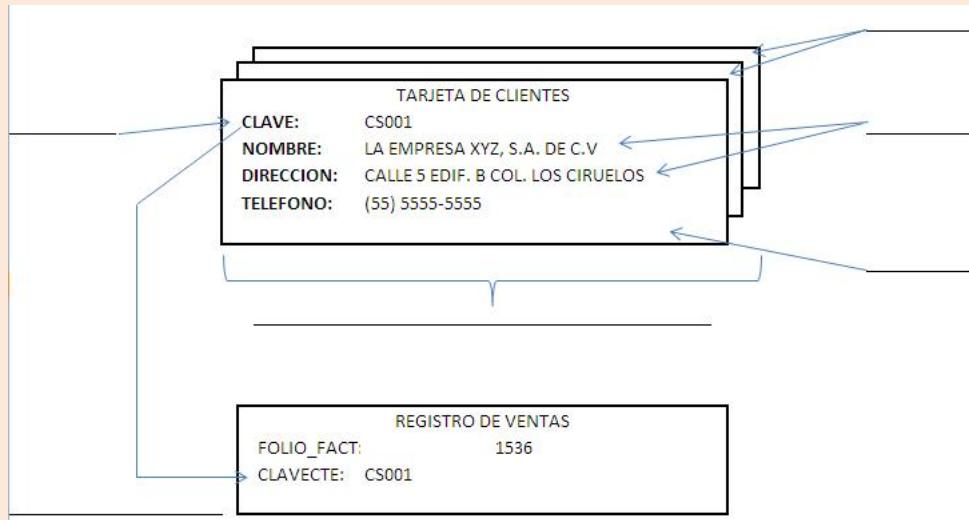 TARJETA DE CLIENTES
CLAVE: CS001
NOMBRE: LA EMPRESA XYZ, S.A. DE C.V
DIRECCION: CALLE 5 EDIF. B COL. LOS CIRUELOS
TELEFONO: (55) 5555-5555
REGISTRO DE VENTAS
FOLIO_FACT: 1536
CLAVECTE: CS001